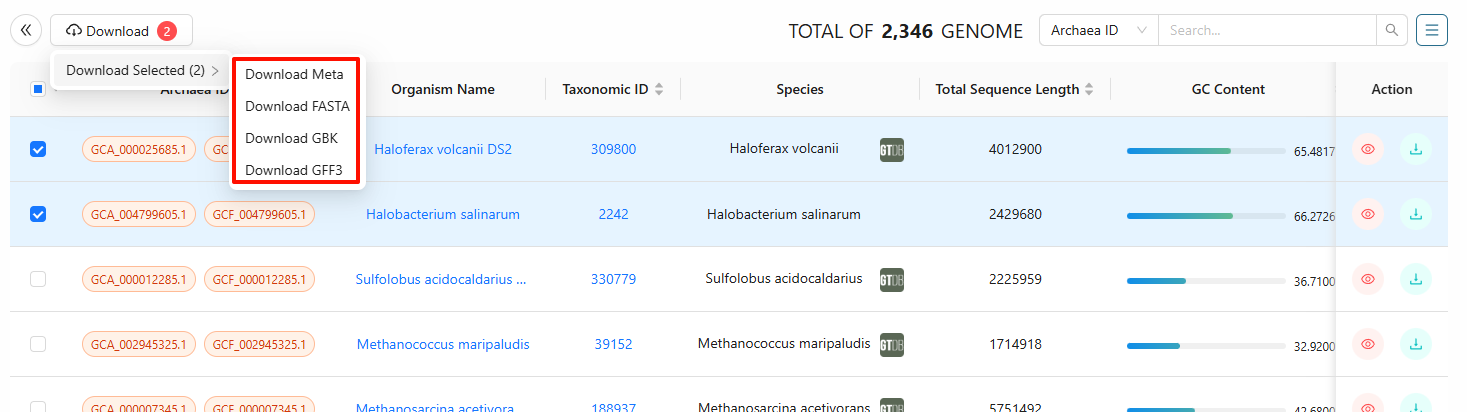 Download 2 TOTAL OF 2,346 GENOME Archaea ID Search...
Download Selected (2)
Download Meta
Download FASTA
Download GBK
Download GFF3
Archaea ID Organism Name Taxonomic ID Species Total Sequence Length GC Content Action
GCA_000025685.1 GC Haloferax volcanii DS2 309800 Haloferax volcanii GTDB 4012900 65.4817
GCA_004799605.1 GCF_004799605.1 Halobacterium salinarum 2242 Halobacterium salinarum 2429680 66.2726
GCA_000012285.1 GCF_000012285.1 Sulfolobus acidocaldarius ... 330779 Sulfolobus acidocaldarius GTDB 2225959 36.7100
GCA_002945325.1 GCF_002945325.1 Methanococcus maripaludis 39152 Methanococcus maripaludis GTDB 1714918 32.9200
GCA_000007345.1 GCF_000007345.1 Methanosarcina acetivora... 188937 Methanosarcina acetivorans GTDB 5751492 42.6800